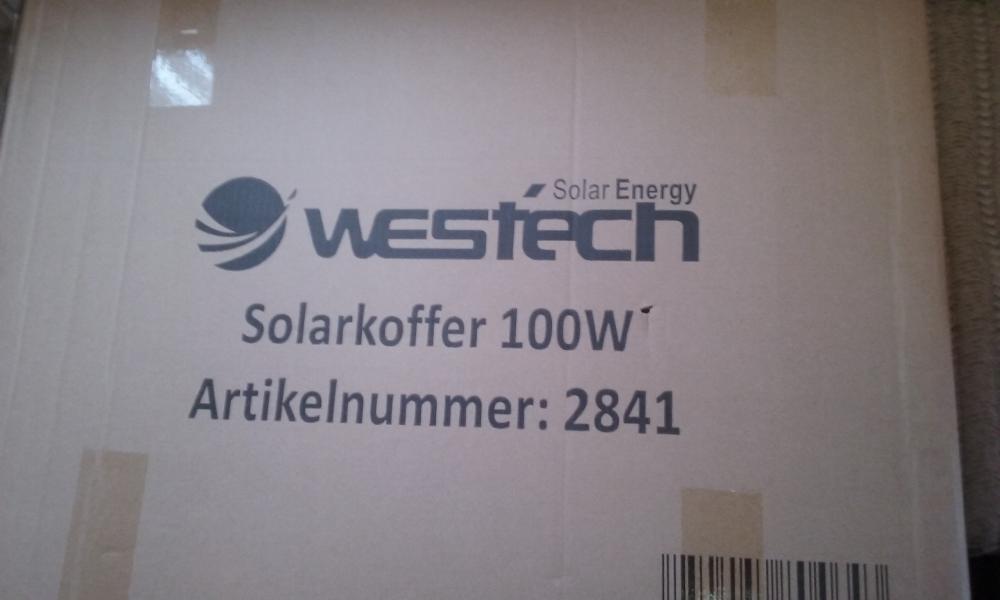 Solar Energy
westech
Solarkoffer 100W
Artikelnummer: 2841